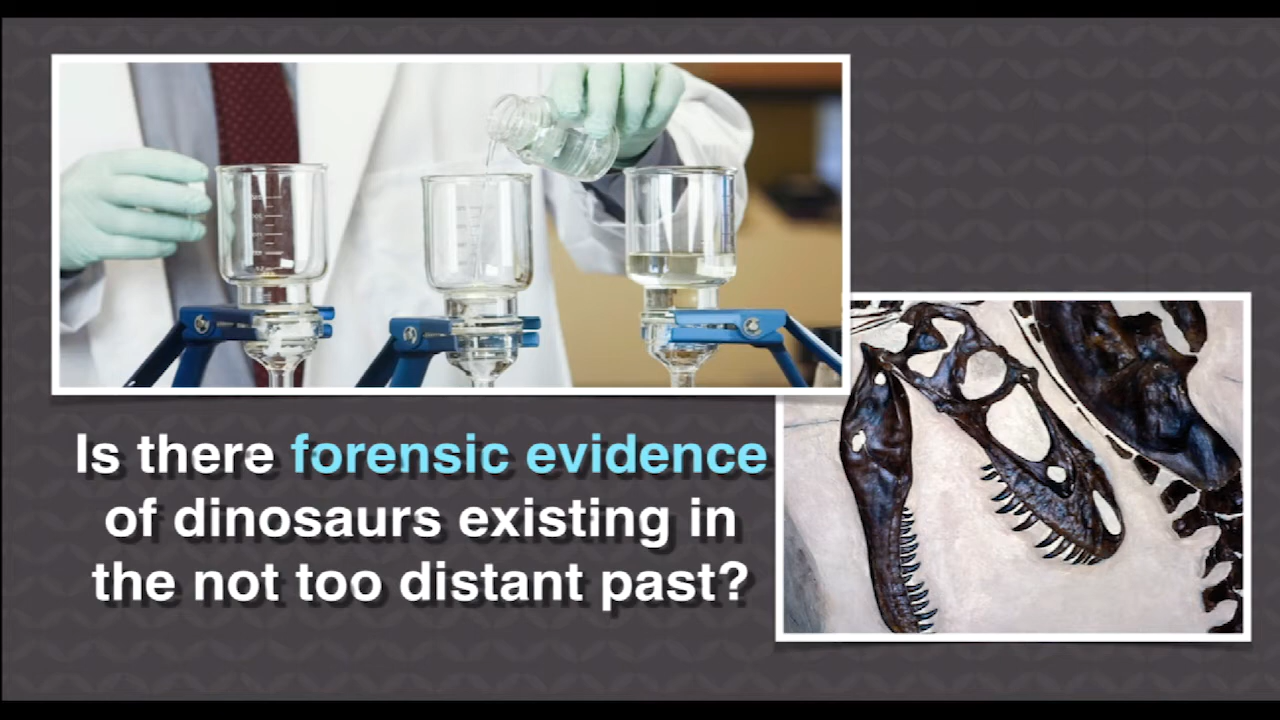 Is there forensic evidence
of dinosaurs existing in
the not too distant past?